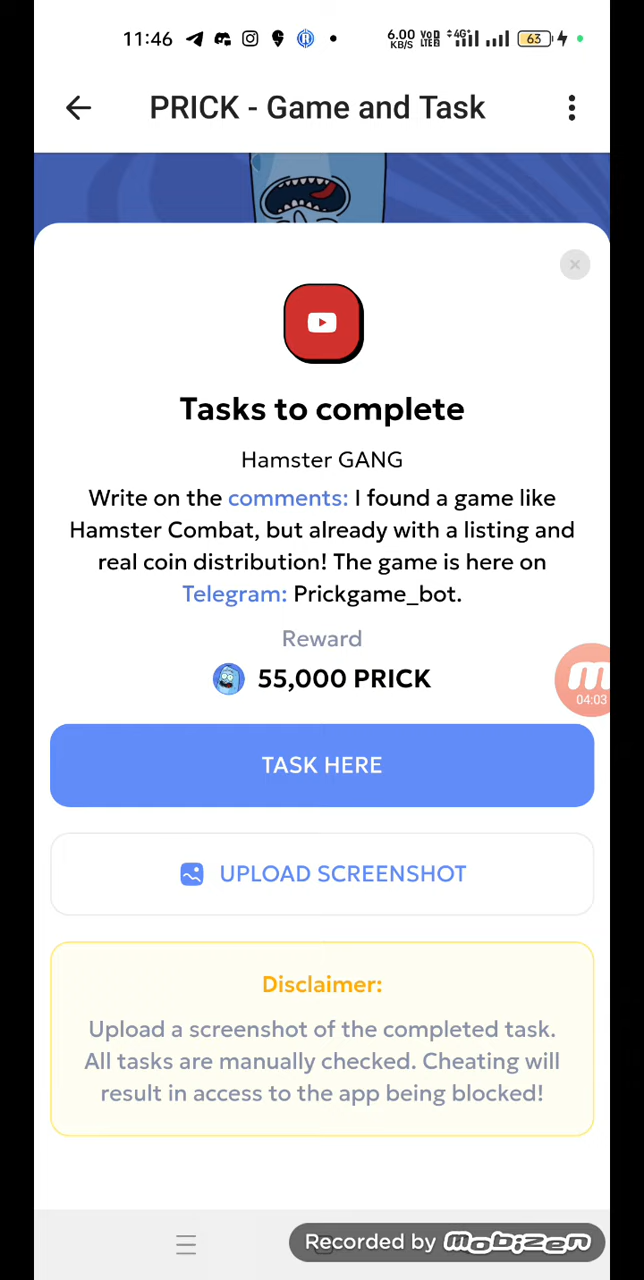 11:46 6.00 KB/S VoD LTEB 4G 63
PRICK - Game and Task
Tasks to complete
Hamster GANG
Write on the comments: I found a game like
Hamster Combat, but already with a listing and
real coin distribution! The game is here on
Telegram: Prickgame_bot.
Reward
55,000 PRICK
04:03
TASK HERE
UPLOAD SCREENSHOT
Disclaimer:
Upload a screenshot of the completed task.
All tasks are manually checked. Cheating will
result in access to the app being blocked!
Recorded by mobizen